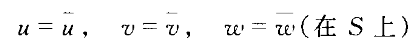 u = ū, v = v̄, w = w̄(在 S 上)